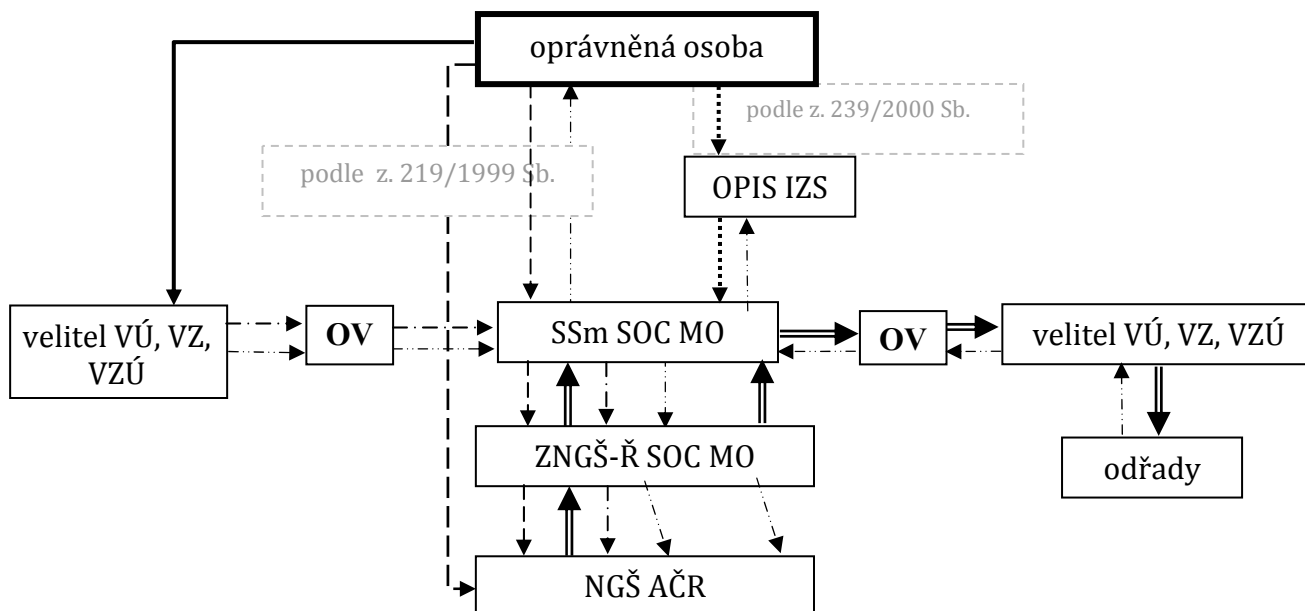 oprávněná osoba
podle z. 239/2000 Sb.
podle z. 219/1999 Sb.
OPIS IZS
velitel VÚ, VZ,
VZÚ
OV
SSm SOC MO
OV
velitel VÚ, VZ, VZÚ
ZNGŠ-Ř SOC MO
odřady
NGŠ AČR